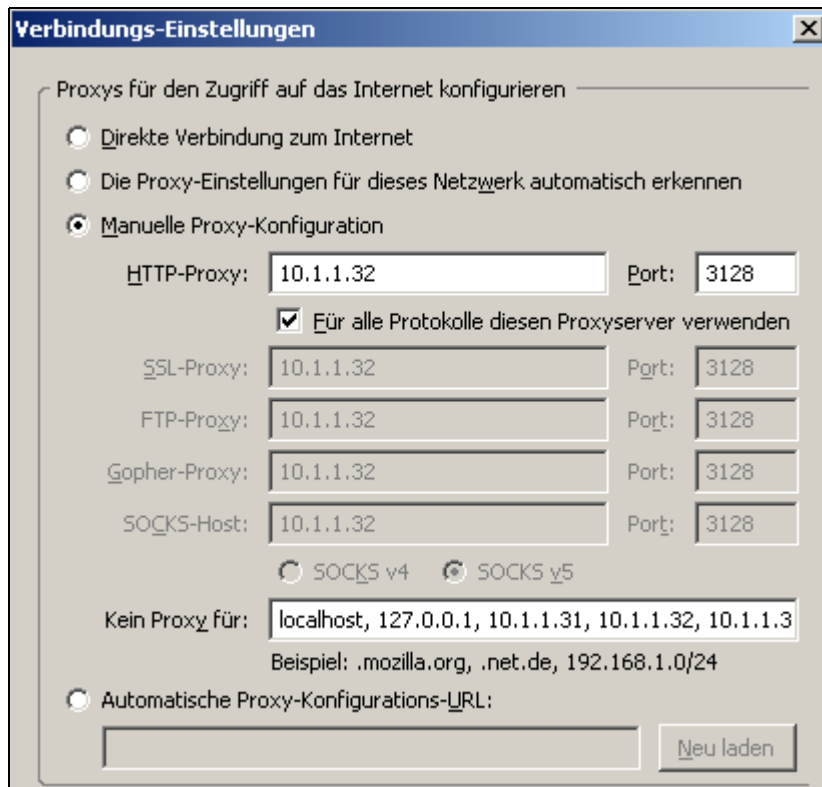 Verbindungs-Einstellungen
Proxys für den Zugriff auf das Internet konfigurieren
Direkte Verbindung zum Internet
Die Proxy-Einstellungen für dieses Netzwerk automatisch erkennen
Manuelle Proxy-Konfiguration
HTTP-Proxy: 10.1.1.32 Port: 3128
Für alle Protokolle diesen Proxyserver verwenden
SSL-Proxy: 10.1.1.32 Port: 3128
FTP-Proxy: 10.1.1.32 Port: 3128
Gopher-Proxy: 10.1.1.32 Port: 3128
SOCKS-Host: 10.1.1.32 Port: 3128
SOCKS v4 SOCKS v5
Kein Proxy für: localhost, 127.0.0.1, 10.1.1.31, 10.1.1.32, 10.1.1.3
Beispiel: .mozilla.org, .net.de, 192.168.1.0/24
Automatische Proxy-Konfigurations-URL:
Neu laden